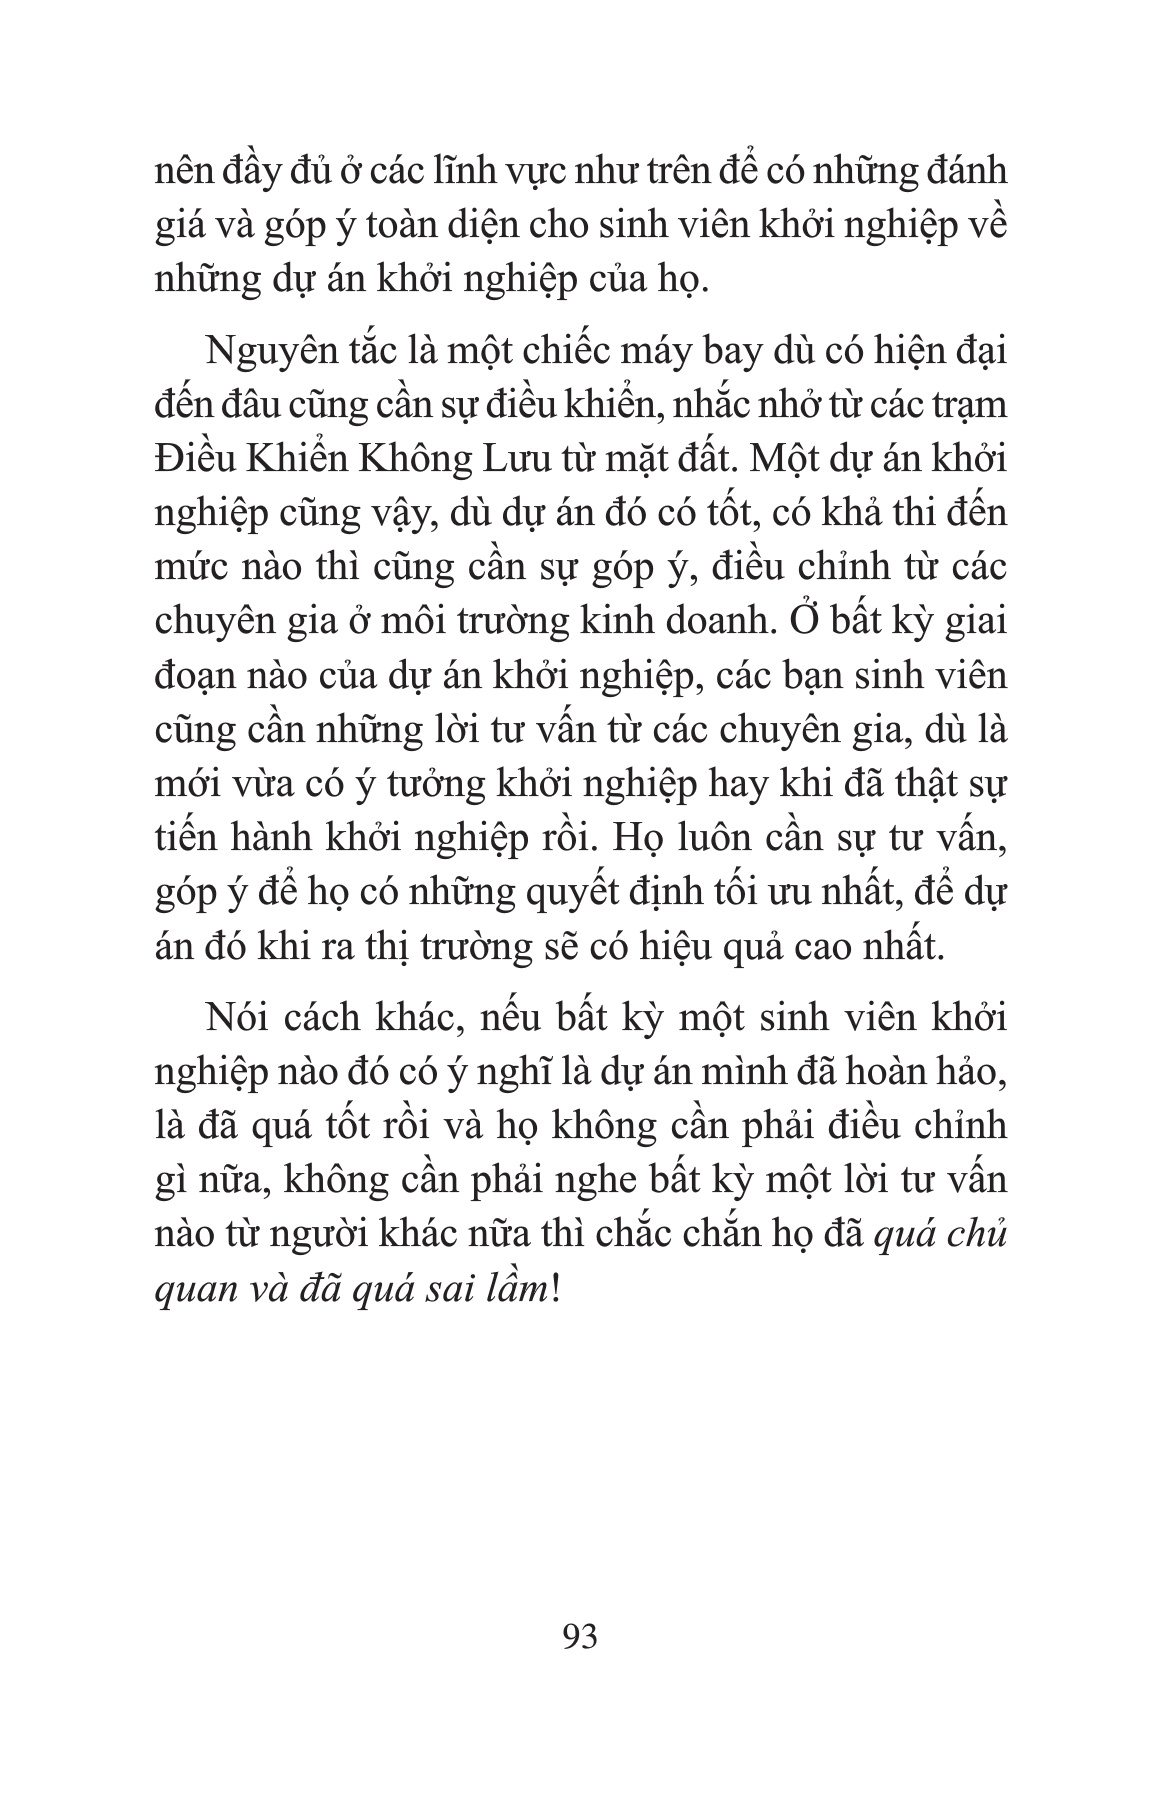 nên đầy đủ ở các lĩnh vực như trên để có những đánh
giá và góp ý toàn diện cho sinh viên khởi nghiệp về
những dự án khởi nghiệp của họ.
Nguyên tắc là một chiếc máy bay dù có hiện đại
đến đâu cũng cần sự điều khiển, nhắc nhở từ các trạm
Điều Khiển Không Lưu từ mặt đất. Một dự án khởi
nghiệp cũng vậy, dù dự án đó có tốt, có khả thi đến
mức nào thì cũng cần sự góp ý, điều chỉnh từ các
chuyên gia ở môi trường kinh doanh. Ở bất kỳ giai
đoạn nào của dự án khởi nghiệp, các bạn sinh viên
cũng cần những lời tư vấn từ các chuyên gia, dù là
mới vừa có ý tưởng khởi nghiệp hay khi đã thật sự
tiến hành khởi nghiệp rồi. Họ luôn cần sự tư vấn,
góp ý để họ có những quyết định tối ưu nhất, để dự
án đó khi ra thị trường sẽ có hiệu quả cao nhất.
Nói cách khác, nếu bất kỳ một sinh viên khởi
nghiệp nào đó có ý nghĩ là dự án mình đã hoàn hảo,
là đã quá tốt rồi và họ không cần phải điều chỉnh
gì nữa, không cần phải nghe bất kỳ một lời tư vấn
nào từ người khác nữa thì chắc chắn họ đã quá chủ
quan và đã quá sai lầm!
93